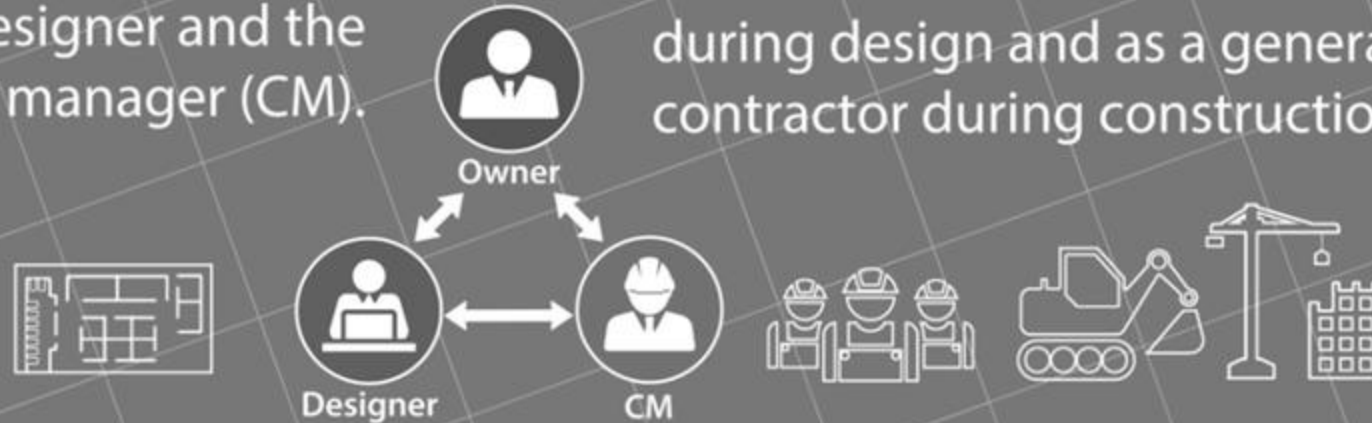 esigner and the
manager (CM).
during design and as a genera
contractor during constructio
Owner
Designer
CM